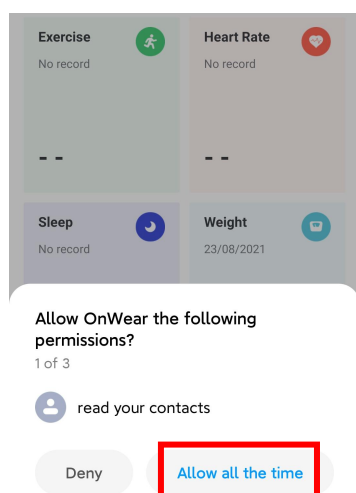 Exercise
Heart Rate
No record
No record
- -
- -
Sleep
Weight
No record
23/08/2021
Allow OnWear the following
permissions?
1 of 3
read your contacts
Deny
Allow all the time